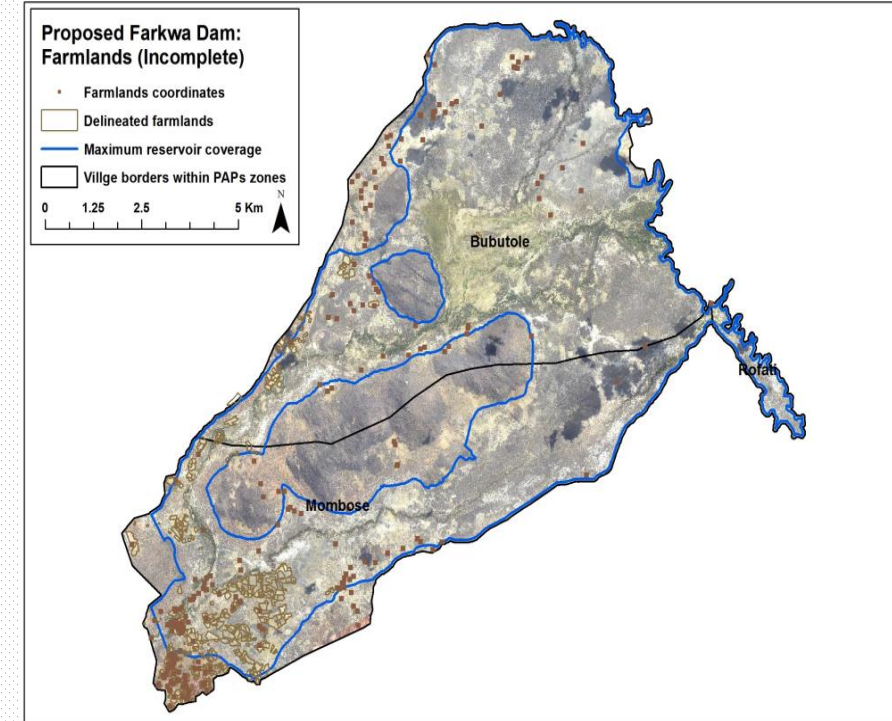 Proposed Farkwa Dam:
Farmlands (Incomplete)
Farmlands coordinates
Delineated farmlands
Maximum reservoir coverage
Villge borders within PAPs zones
N
0 1.25 2.5 5 Km
Bubutole
Rofati
Mombose